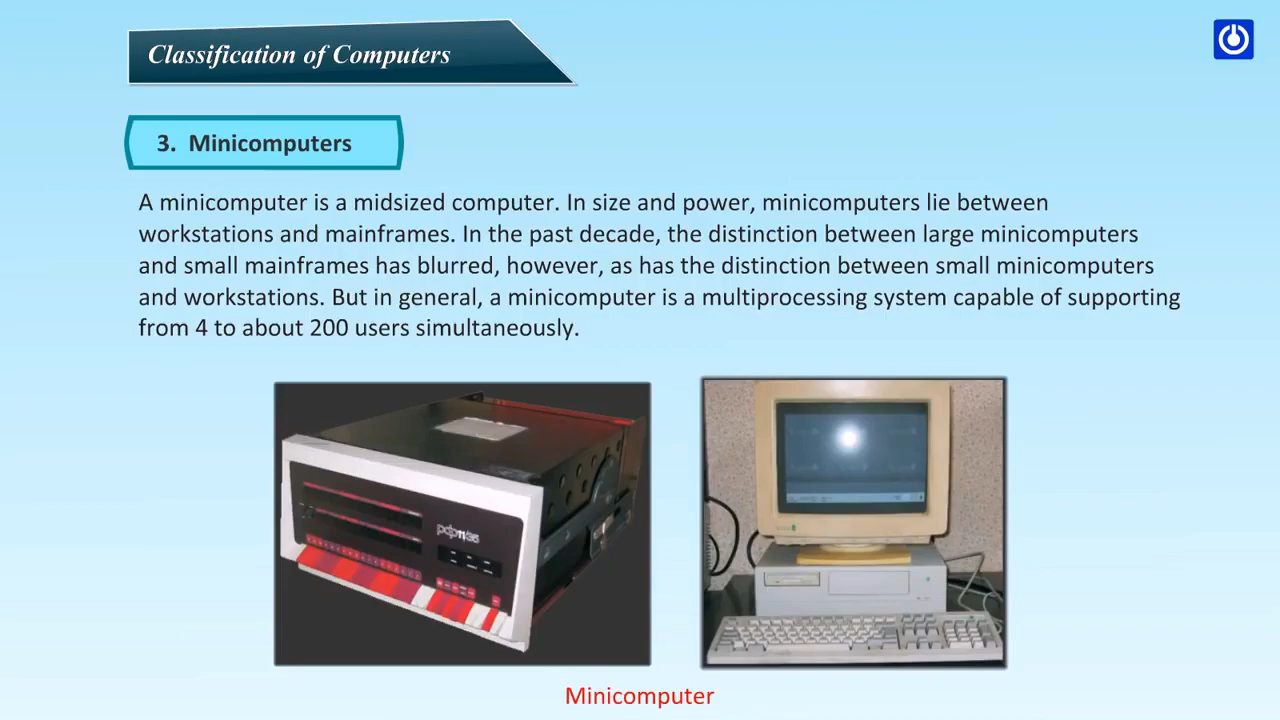 Classification of Computers
3. Minicomputers
A minicomputer is a midsized computer. In size and power, minicomputers lie between
workstations and mainframes. In the past decade, the distinction between large minicomputers
and small mainframes has blurred, however, as has the distinction between small minicomputers
and workstations. But in general, a minicomputer is a multiprocessing system capable of supporting
from 4 to about 200 users simultaneously.
pdp11/35
Minicomputer